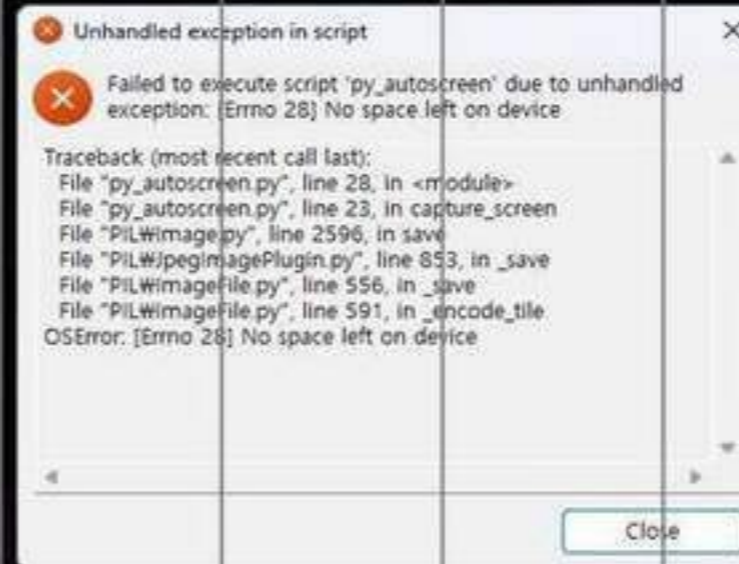 Unhandled exception in script
Failed to execute script 'py_autoscreen' due to unhandled
exception: [Errno 28] No space left on device
Traceback (most recent call last):
File "py_autoscreen.py", line 28, in <module>
File "py_autoscreen.py", line 23, in capture_screen
File "PIL₩Image.py", line 2596, in save
File "PIL₩JpegImagePlugin.py", line 853, in _save
File "PIL₩ImageFile.py", line 556, in _save
File "PIL₩ImageFile.py", line 591, in _encode_tile
OSError: [Errno 28] No space left on device
Close